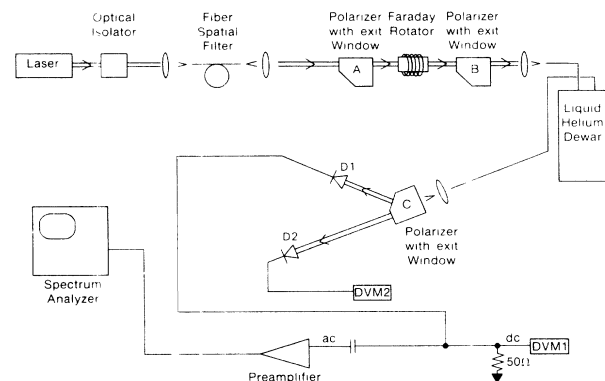 Optical
Isolator
Fiber
Spatial
Filter
Polarizer
with exit
Window
Faraday
Rotator
Polarizer
with exit
Window
Laser
A
B
Liquid
Helium
Dewar
D1
C
D2
Polarizer
with exit
Window
Spectrum
Analyzer
DVM2
ac
dc
DVM1
50Ω
Preamplifier